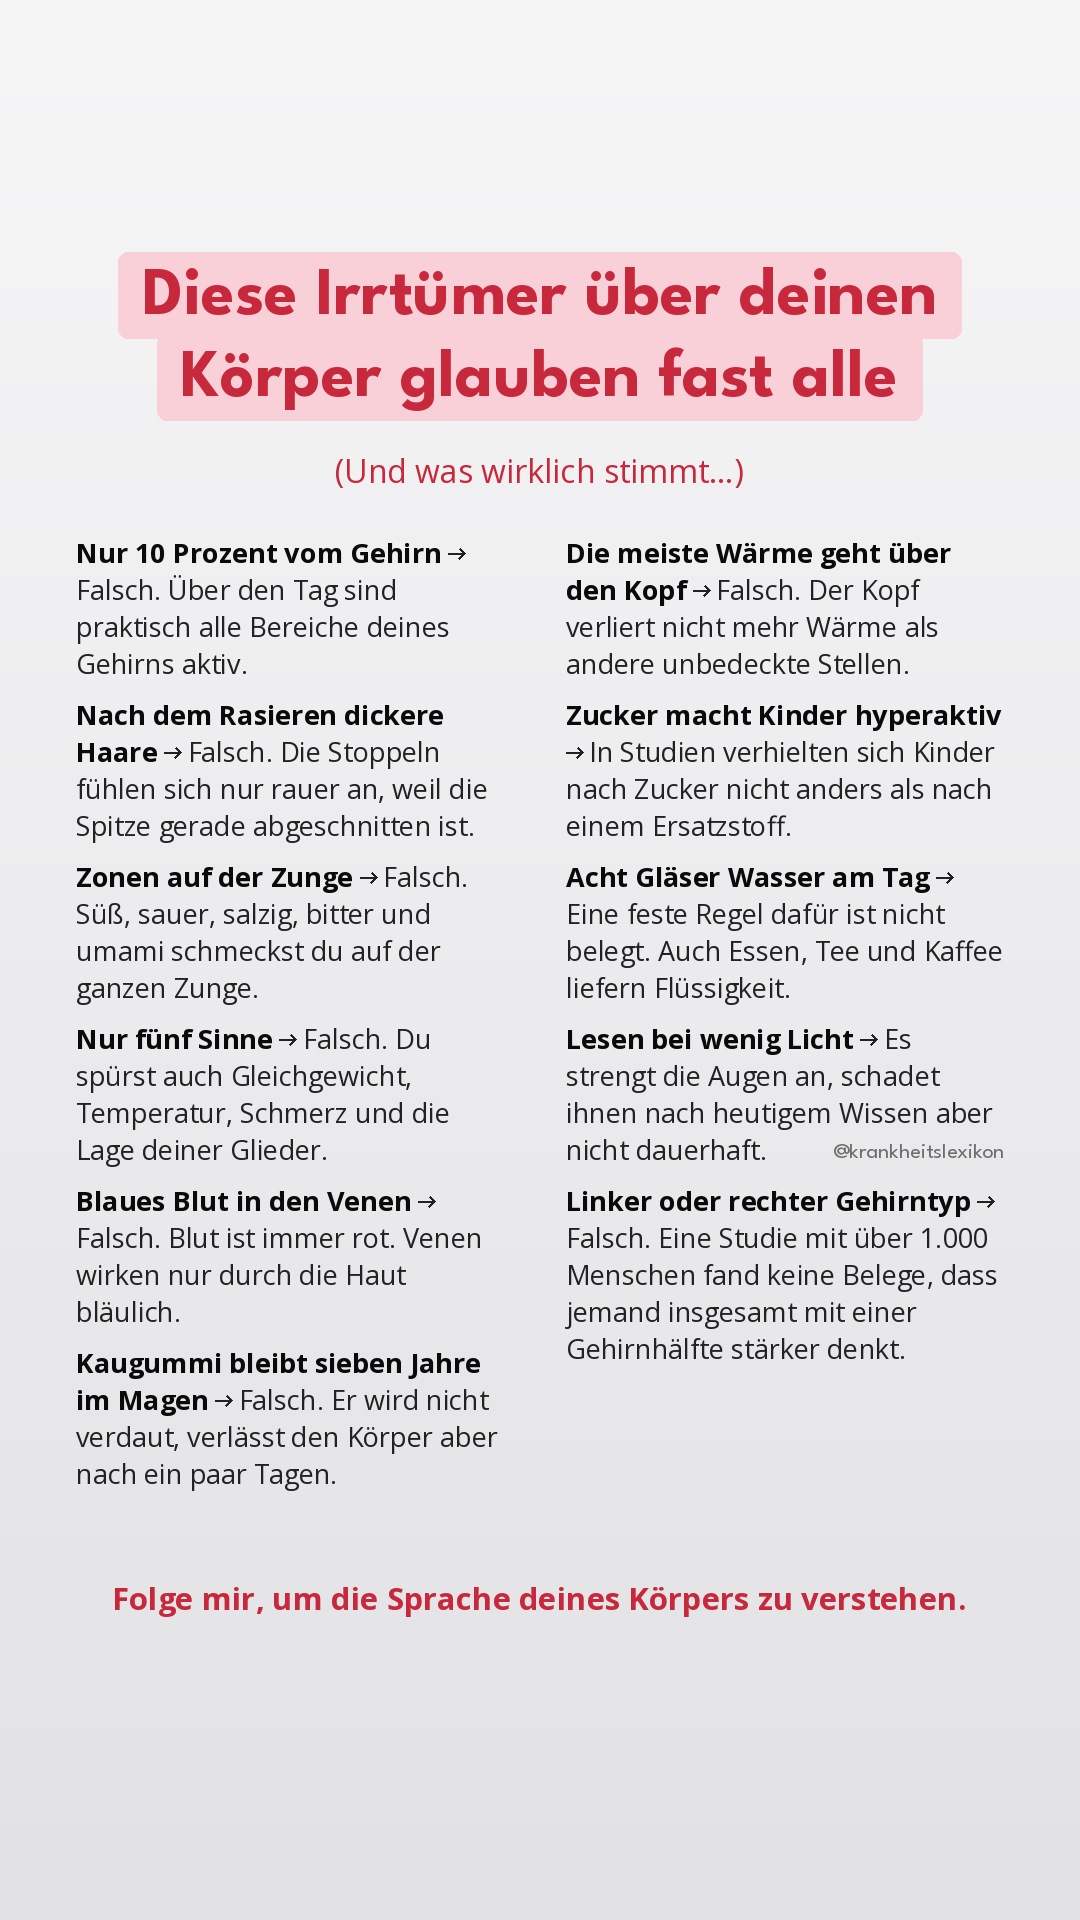 Diese Irrtümer über deinen
Körper glauben fast alle
(Und was wirklich stimmt...)
Nur 10 Prozent vom Gehirn →
Falsch. Über den Tag sind
praktisch alle Bereiche deines
Gehirns aktiv.
Nach dem Rasieren dickere
Haare → Falsch. Die Stoppeln
fühlen sich nur rauer an, weil die
Spitze gerade abgeschnitten ist.
Zonen auf der Zunge → Falsch.
Süß, sauer, salzig, bitter und
umami schmeckst du auf der
ganzen Zunge.
Nur fünf Sinne → Falsch. Du
spürst auch Gleichgewicht,
Temperatur, Schmerz und die
Lage deiner Glieder.
Blaues Blut in den Venen →
Falsch. Blut ist immer rot. Venen
wirken nur durch die Haut
bläulich.
Kaugummi bleibt sieben Jahre
im Magen → Falsch. Er wird nicht
verdaut, verlässt den Körper aber
nach ein paar Tagen.
Die meiste Wärme geht über
den Kopf → Falsch. Der Kopf
verliert nicht mehr Wärme als
andere unbedeckte Stellen.
Zucker macht Kinder hyperaktiv
→ In Studien verhielten sich Kinder
nach Zucker nicht anders als nach
einem Ersatzstoff.
Acht Gläser Wasser am Tag →
Eine feste Regel dafür ist nicht
belegt. Auch Essen, Tee und Kaffee
liefern Flüssigkeit.
Lesen bei wenig Licht → Es
strengt die Augen an, schadet
ihnen nach heutigem Wissen aber
nicht dauerhaft.
@krankheitslexikon
Linker oder rechter Gehirntyp →
Falsch. Eine Studie mit über 1.000
Menschen fand keine Belege, dass
jemand insgesamt mit einer
Gehirnhälfte stärker denkt.
Folge mir, um die Sprache deines Körpers zu verstehen.